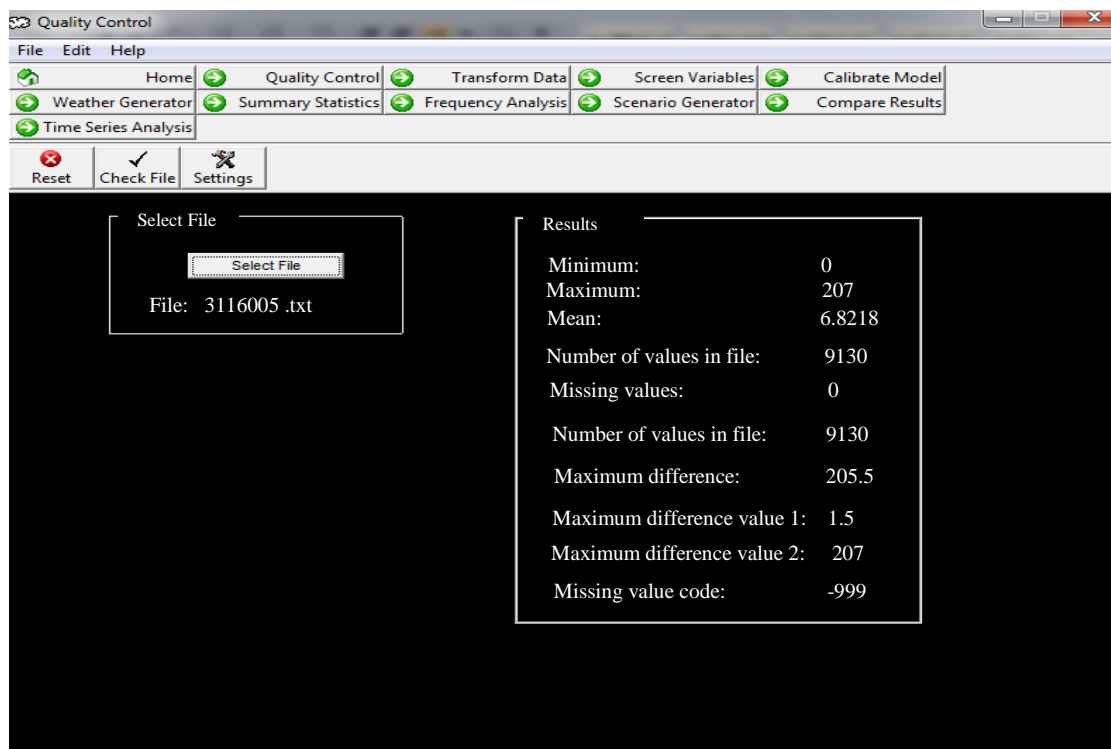 Quality Control
File Edit Help
Home Quality Control Transform Data Screen Variables Calibrate Model
Weather Generator Summary Statistics Frequency Analysis Scenario Generator Compare Results
Time Series Analysis
Reset Check File Settings
Select File
Select File
File: 3116005 .txt
Results
Minimum: 0
Maximum: 207
Mean: 6.8218
Number of values in file: 9130
Missing values: 0
Number of values in file: 9130
Maximum difference: 205.5
Maximum difference value 1: 1.5
Maximum difference value 2: 207
Missing value code: -999